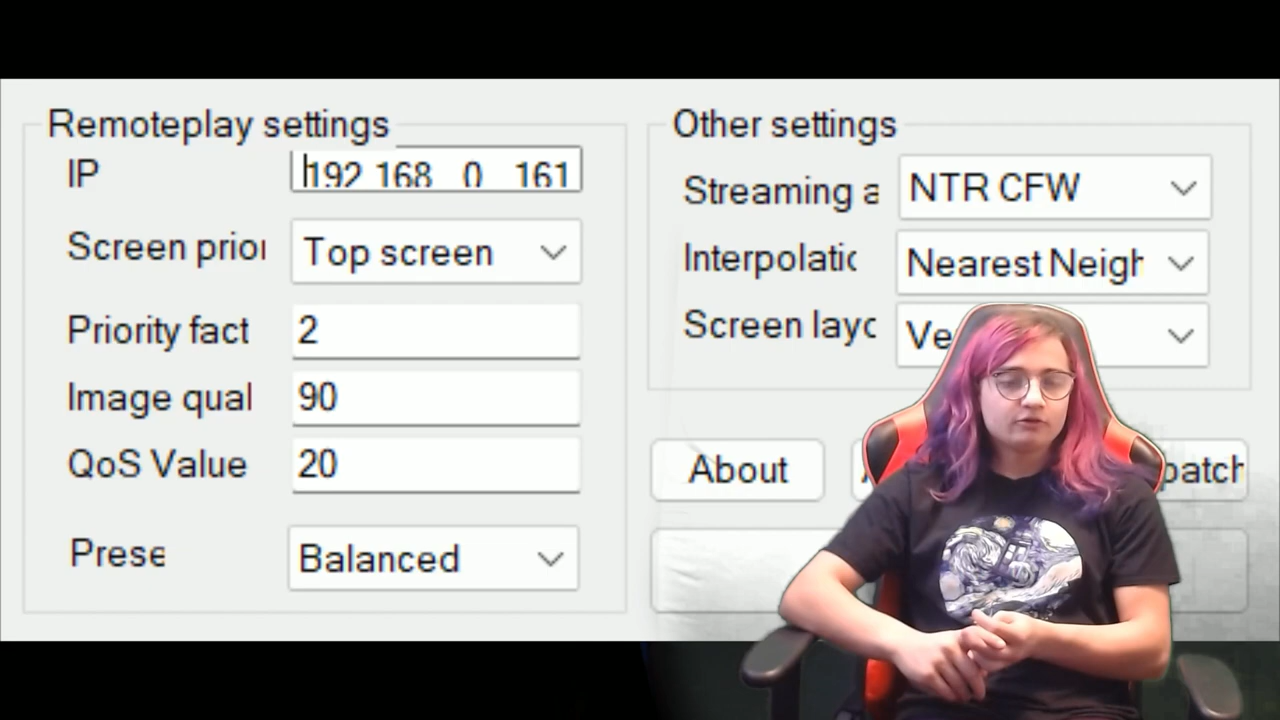 Remoteplay settings
IP
192 168 0 161
Screen prior
Top screen
Priority fact
2
Image qual
90
QoS Value
20
Prese
Balanced
Other settings
Streaming a
NTR CFW
Interpolatic
Nearest Neigh
Screen layc
Ve
About
patch